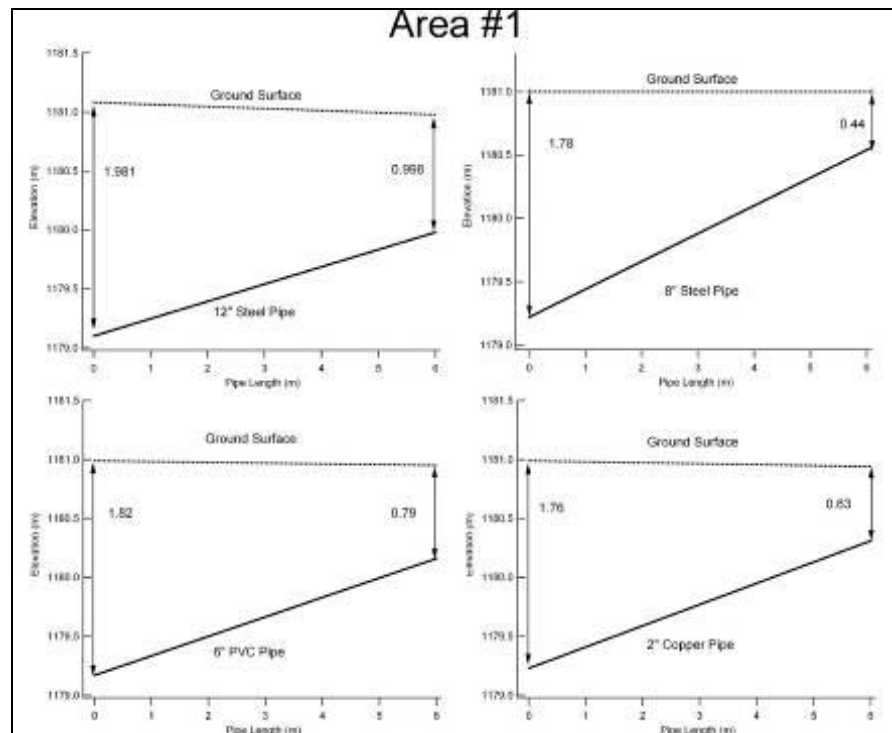 Area #1
1181.5
1181.0
1180.5
1180.0
1179.5
1179.0
Elevation (m)
Ground Surface
1.981
0.998
12" Steel Pipe
0 1 2 3 4 5 6
Pipe Length (m)
1181.0
1180.5
1180.0
1179.5
1179.0
Elevation (m)
Ground Surface
1.78
0.44
8" Steel Pipe
0 1 2 3 4 5 6
Pipe Length (m)
1181.5
1181.0
1180.5
1180.0
1179.5
1179.0
Elevation (m)
Ground Surface
1.82
0.79
6" PVC Pipe
0 1 2 3 4 5 6
Pipe Length (m)
1181.5
1181.0
1180.5
1180.0
1179.5
1179.0
Elevation (m)
Ground Surface
1.76
0.63
2" Copper Pipe
0 1 2 3 4 5 6
Pipe Length (m)